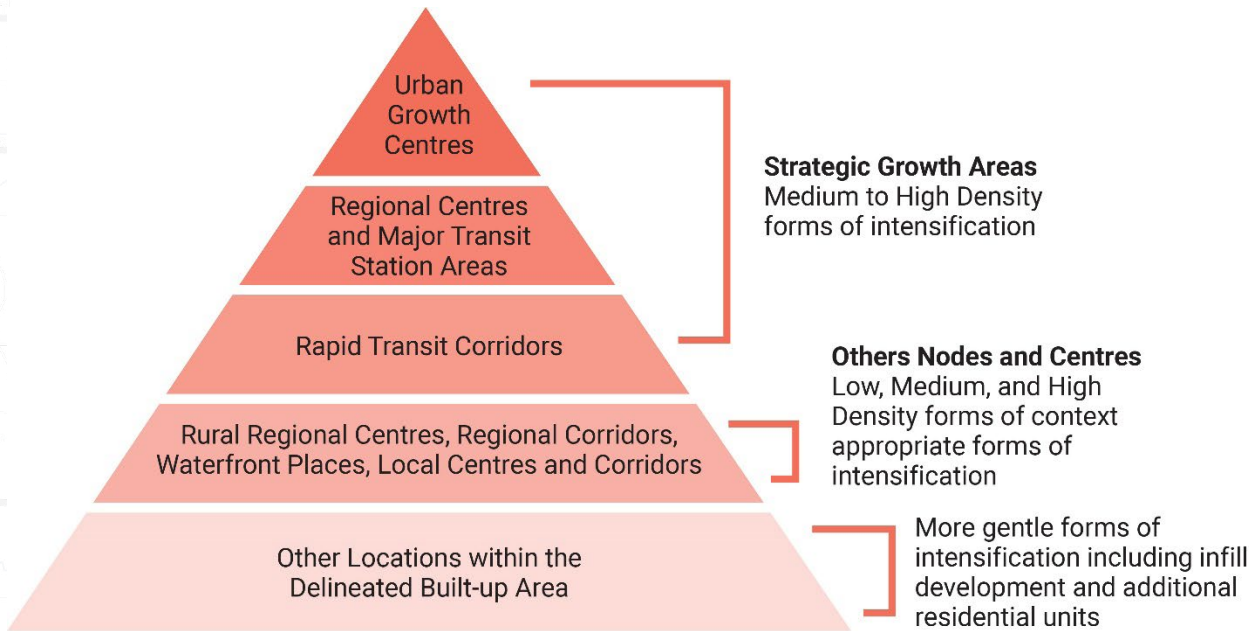 Urban
Growth
Centres
Regional Centres
and Major Transit
Station Areas
Rapid Transit Corridors
Rural Regional Centres, Regional Corridors,
Waterfront Places, Local Centres and Corridors
Other Locations within the
Delineated Built-up Area
Strategic Growth Areas
Medium to High Density
forms of intensification
Others Nodes and Centres
Low, Medium, and High
Density forms of context
appropriate forms of
intensification
More gentle forms of
intensification including infill
development and additional
residential units